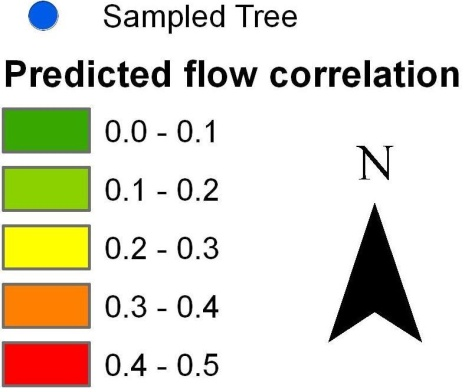 Sampled Tree
Predicted flow correlation
0.0 - 0.1
N
0.1 - 0.2
0.2 - 0.3
0.3 - 0.4
0.4 - 0.5